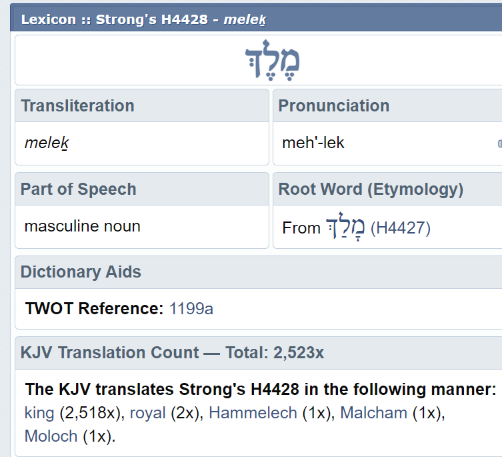 Lexicon :: Strong's H4428 - meleḵ
מֶלֶךְ
Transliteration
meleḵ
Pronunciation
meh'-lek
Part of Speech
masculine noun
Root Word (Etymology)
From מָלַךְ (H4427)
Dictionary Aids
TWOT Reference: 1199a
KJV Translation Count — Total: 2,523x
The KJV translates Strong's H4428 in the following manner:
king (2,518x), royal (2x), Hammelech (1x), Malcham (1x),
Moloch (1x).